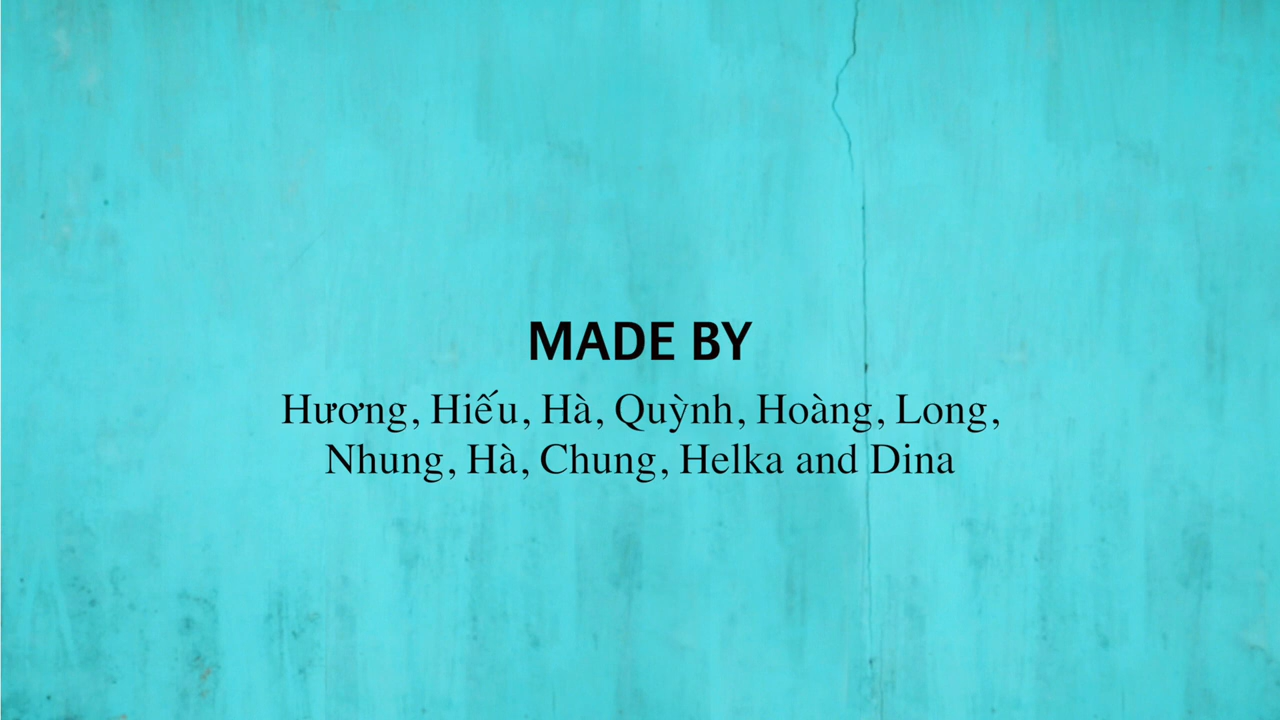 MADE BY
Hương, Hiếu, Hà, Quỳnh, Hoàng, Long,
Nhung, Hà, Chung, Helka and Dina